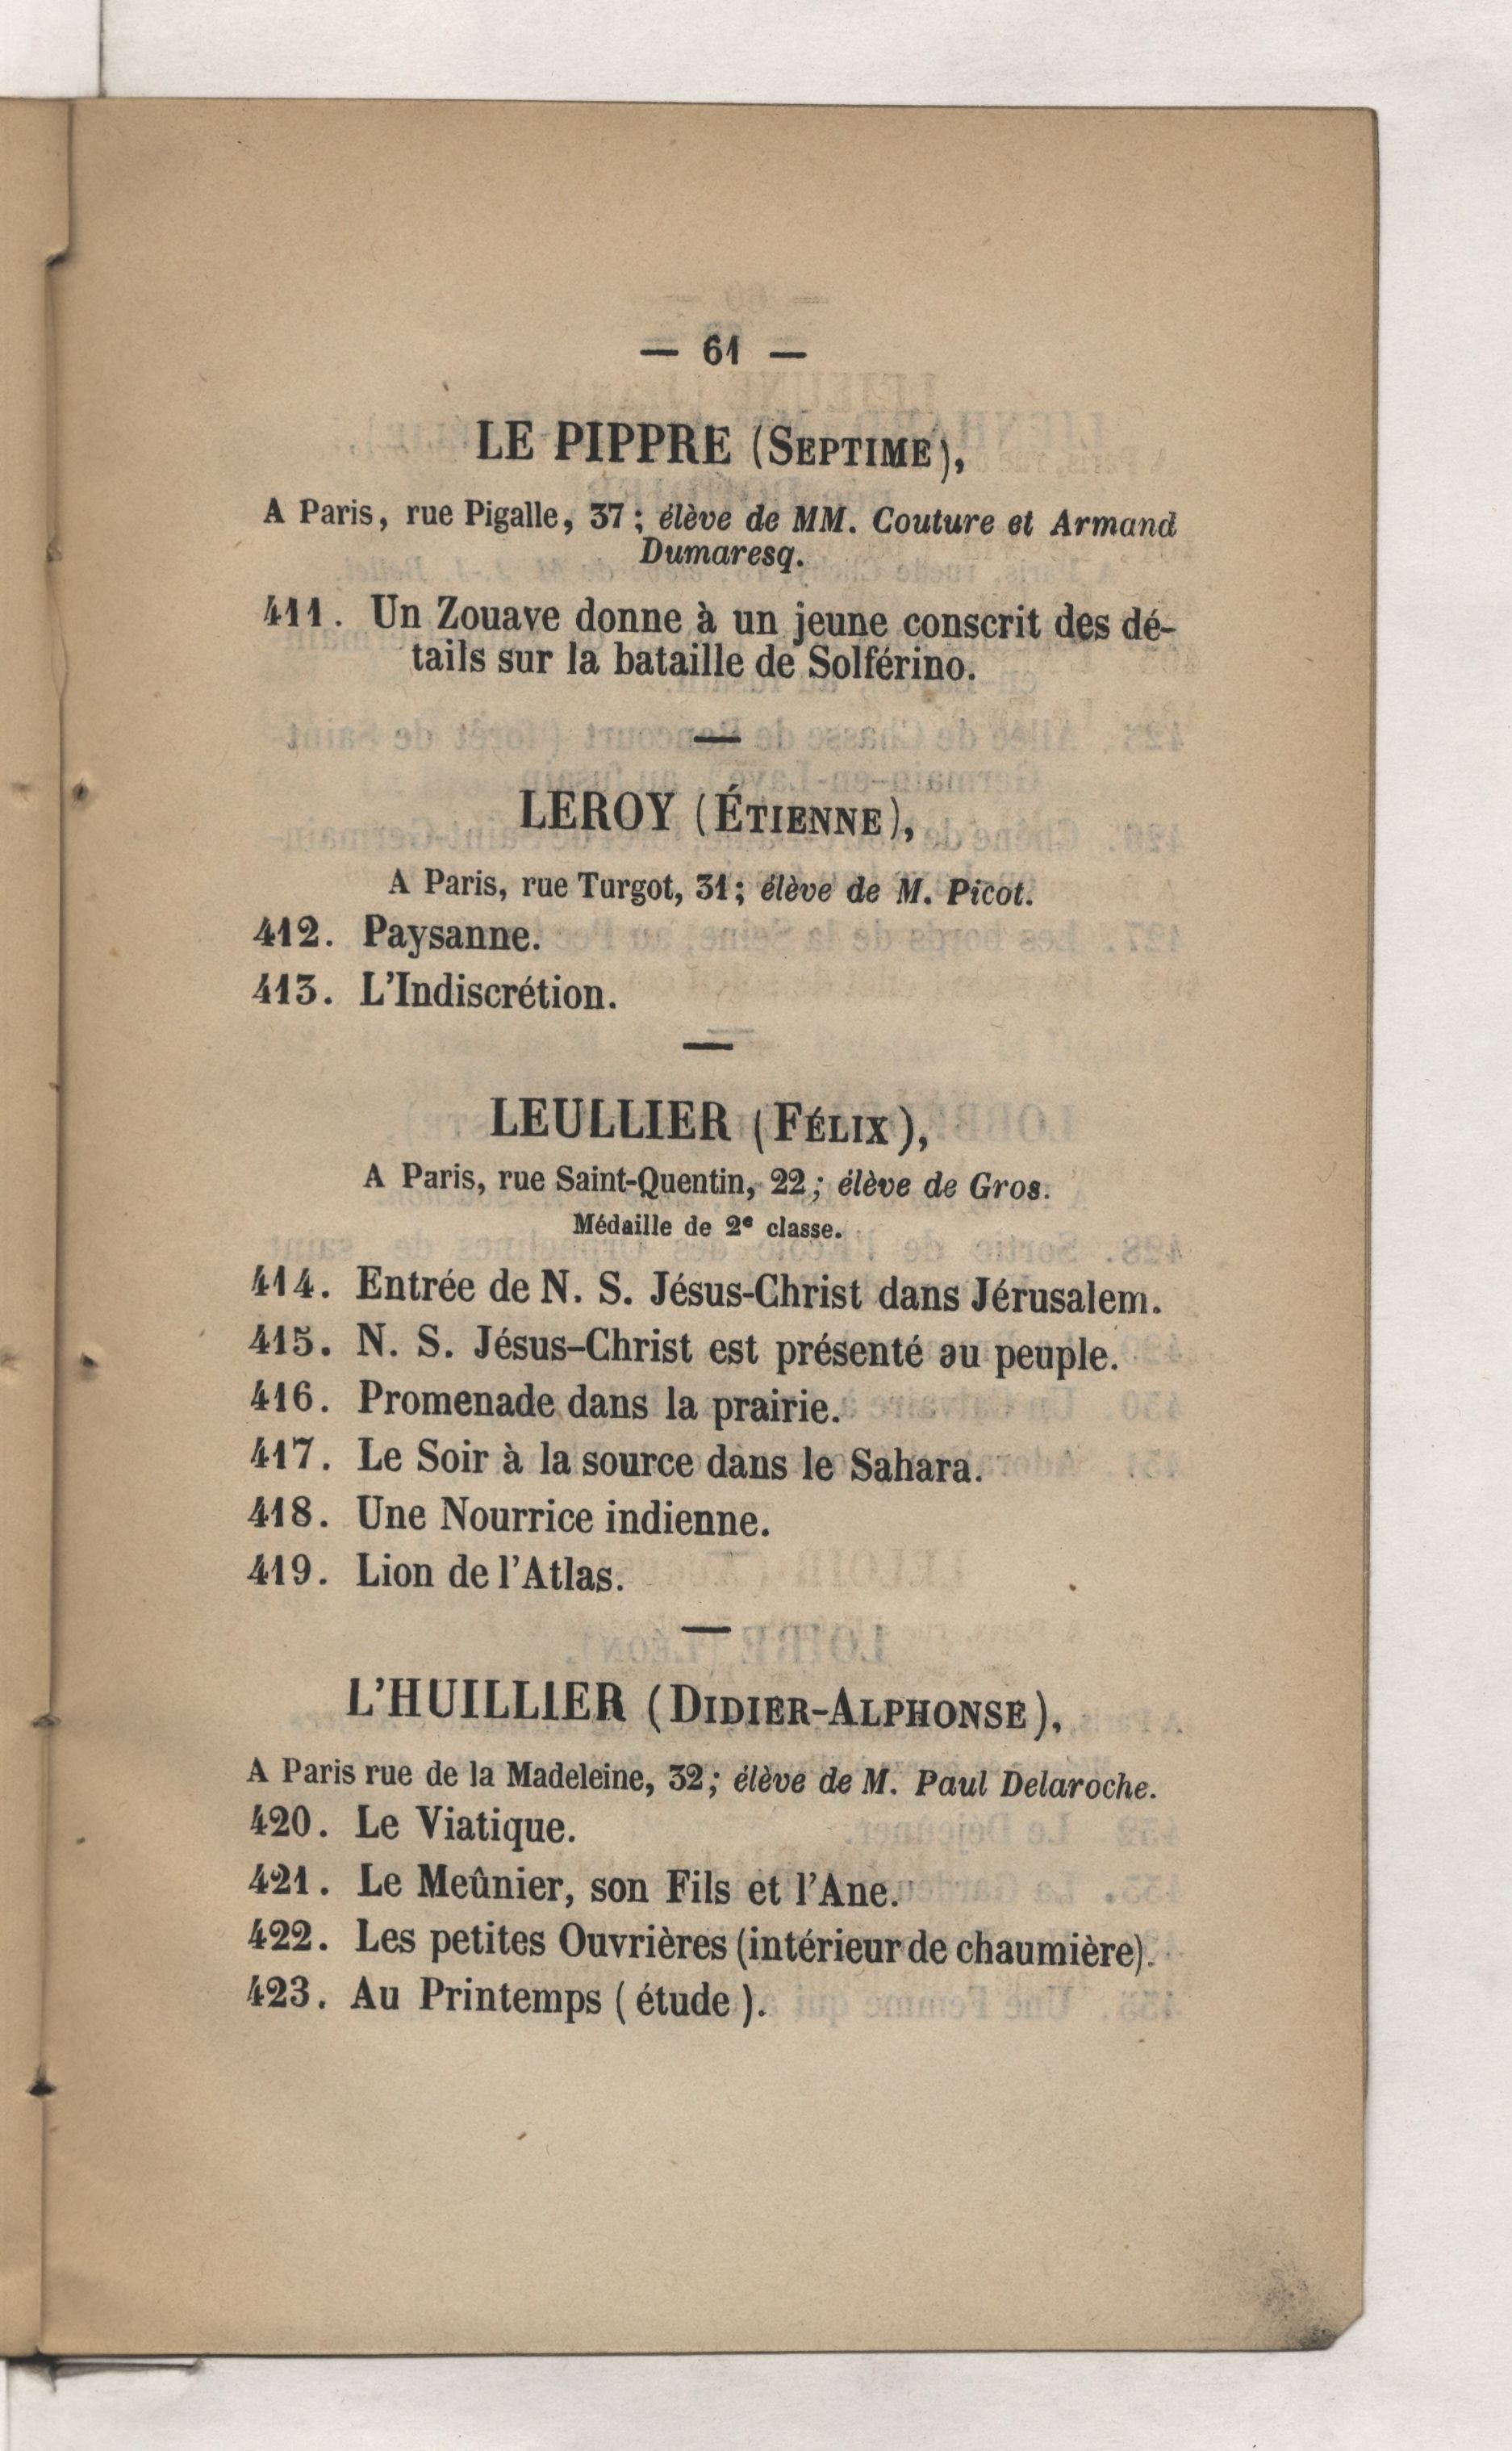 — 61 —
LE PIPPRE (SEPTIME),
A Paris, rue Pigalle, 37 ; élève de MM. Couture et Armand
Dumaresq.
411. Un Zouave donne à un jeune conscrit des dé-
tails sur la bataille de Solférino.
LEROY (ÉTIENNE),
A Paris, rue Turgot, 31 ; élève de M. Picot.
412. Paysanne.
413. L'Indiscrétion.
LEULLIER (FÉLIX),
A Paris, rue Saint-Quentin, 22 ; élève de Gros.
Médaille de 2e classe.
414. Entrée de N. S. Jésus-Christ dans Jérusalem.
415. N. S. Jésus-Christ est présenté au peuple.
416. Promenade dans la prairie.
417. Le Soir à la source dans le Sahara.
418. Une Nourrice indienne.
419. Lion de l'Atlas.
L'HUILLIER (DIDIER-ALPHONSE),
A Paris rue de la Madeleine, 32 ; élève de M. Paul Delaroche.
420. Le Viatique.
421. Le Meûnier, son Fils et l'Ane.
422. Les petites Ouvrières (intérieur de chaumière).
423. Au Printemps (étude).